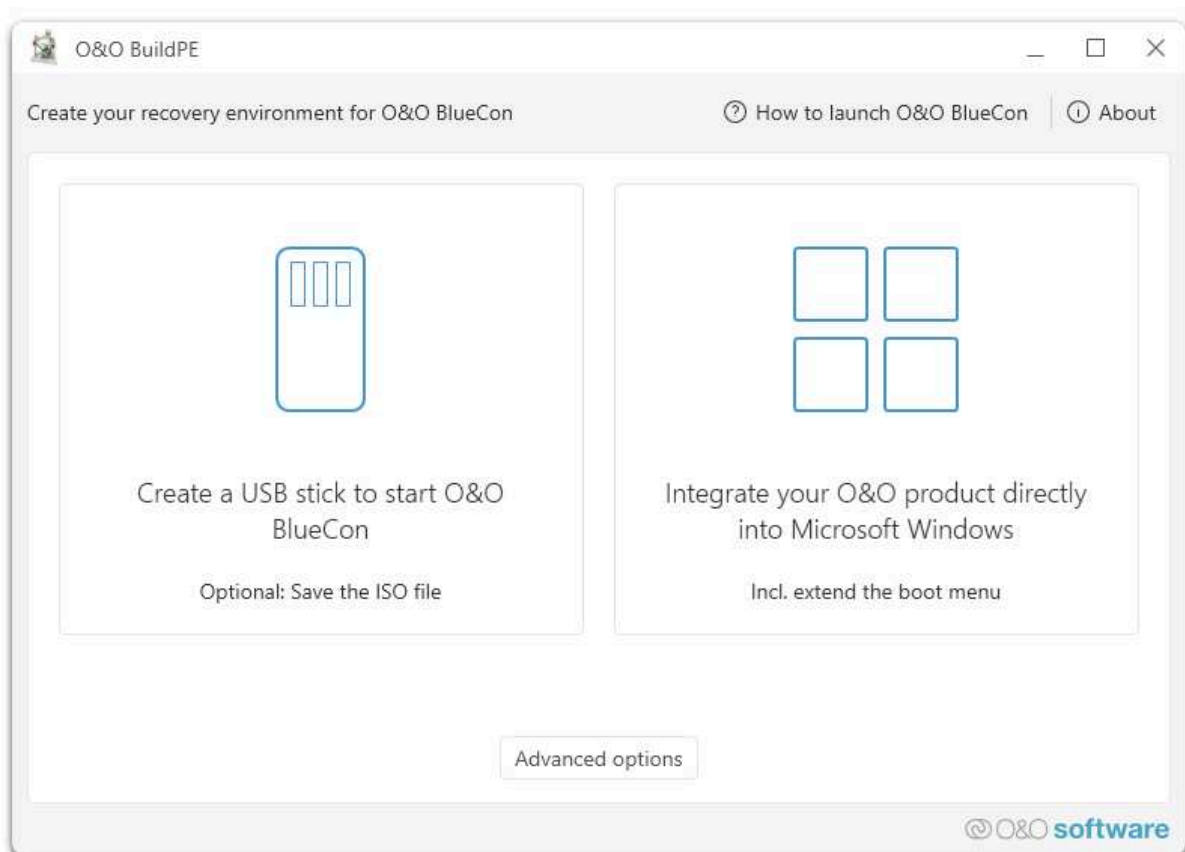 O&O BuildPE
Create your recovery environment for O&O BlueCon
How to launch O&O BlueCon
About
Create a USB stick to start O&O
BlueCon
Optional: Save the ISO file
Integrate your O&O product directly
into Microsoft Windows
Incl. extend the boot menu
Advanced options
O&O software